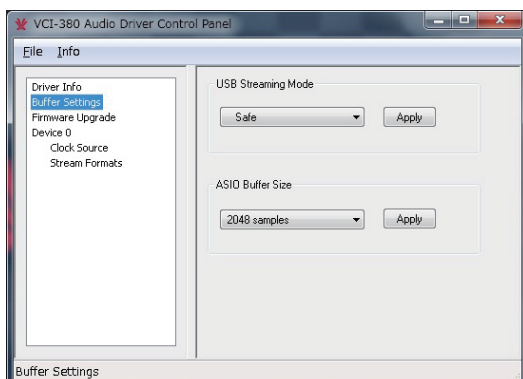 VCI-380 Audio Driver Control Panel
File Info
Driver Info
Buffer Settings
Firmware Upgrade
Device 0
Clock Source
Stream Formats
USB Streaming Mode
Safe
Apply
ASIO Buffer Size
2048 samples
Apply
Buffer Settings